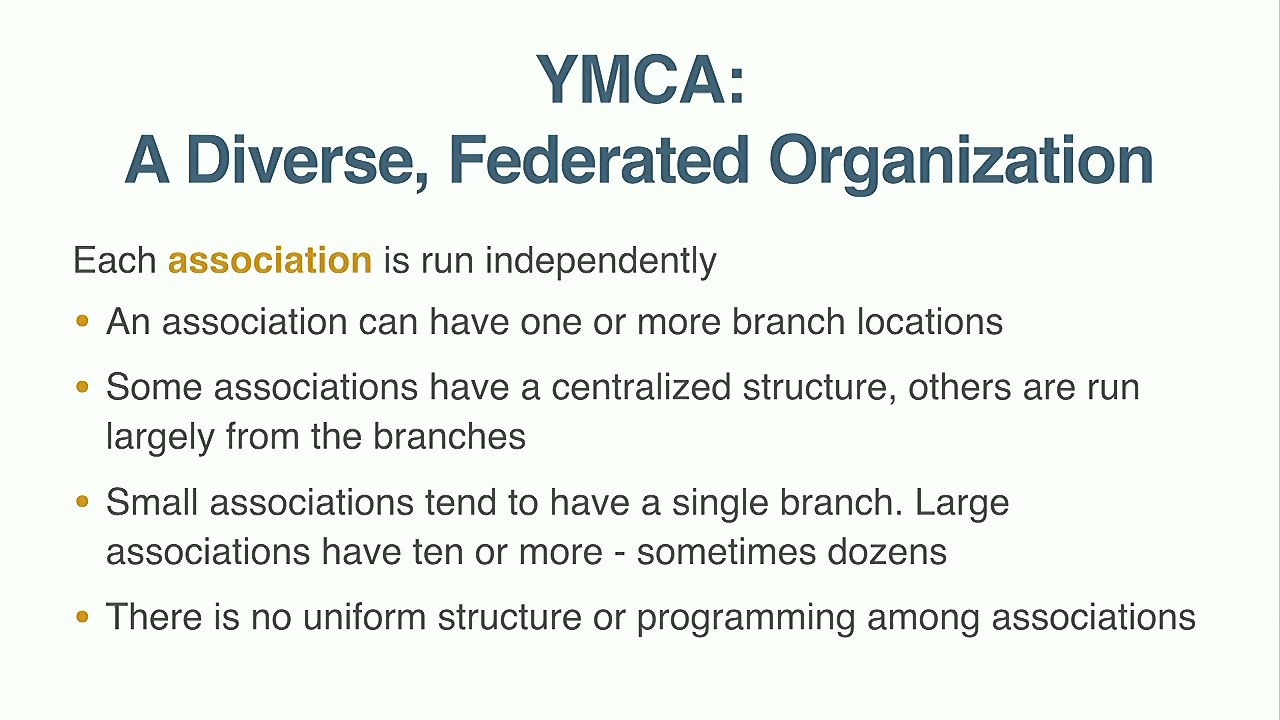 YMCA:
A Diverse, Federated Organization
Each association is run independently
• An association can have one or more branch locations
• Some associations have a centralized structure, others are run
largely from the branches
• Small associations tend to have a single branch. Large
associations have ten or more - sometimes dozens
• There is no uniform structure or programming among associations